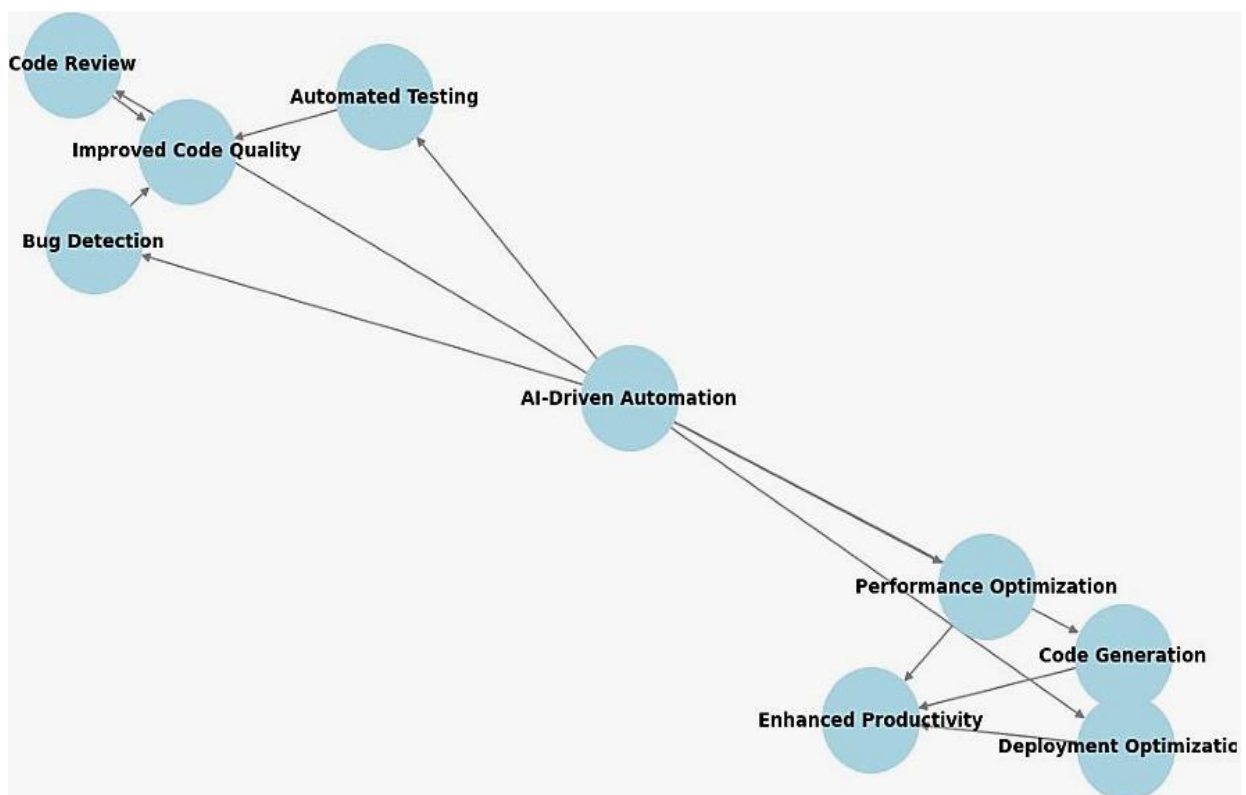 Code Review
Automated Testing
Improved Code Quality
Bug Detection
AI-Driven Automation
Performance Optimization
Code Generation
Enhanced Productivity
Deployment Optimizatic